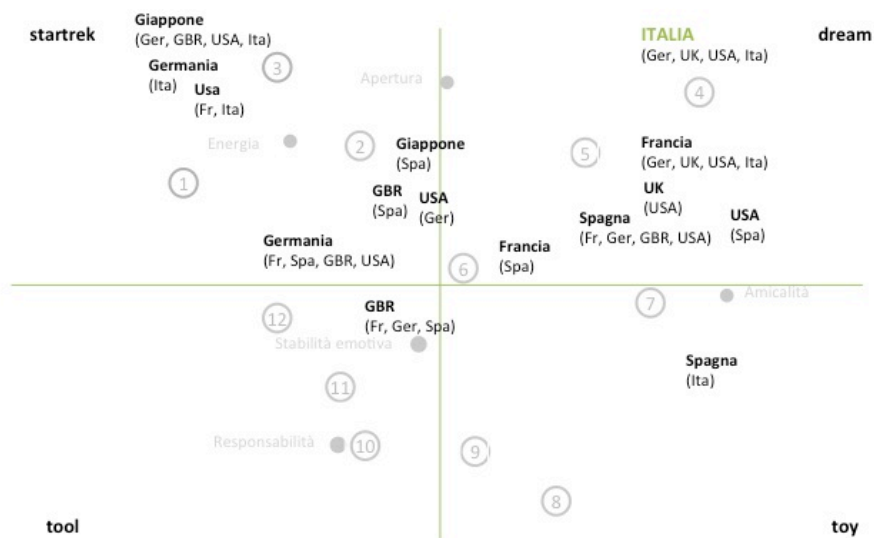 Giappone
(Ger, GBR, USA, Ita)
startrek
ITALIA
dream
(Ger, UK, USA, Ita)
Germania
(Ita)
Usa
(Fr, Ita)
3
Apertura
4
Energia
2
Giappone
(Spa)
5
Francia
(Ger, UK, USA, Ita)
1
GBR
(Spa)
USA
(Ger)
UK
(USA)
Spagna
(Fr, Ger, GBR, USA)
USA
(Spa)
Germania
(Fr, Spa, GBR, USA)
Francia
(Spa)
6
7
Amicalità
GBR
(Fr, Ger, Spa)
12
Stabilità emotiva
Spagna
(Ita)
11
Responsabilità
10
9
8
tool
toy